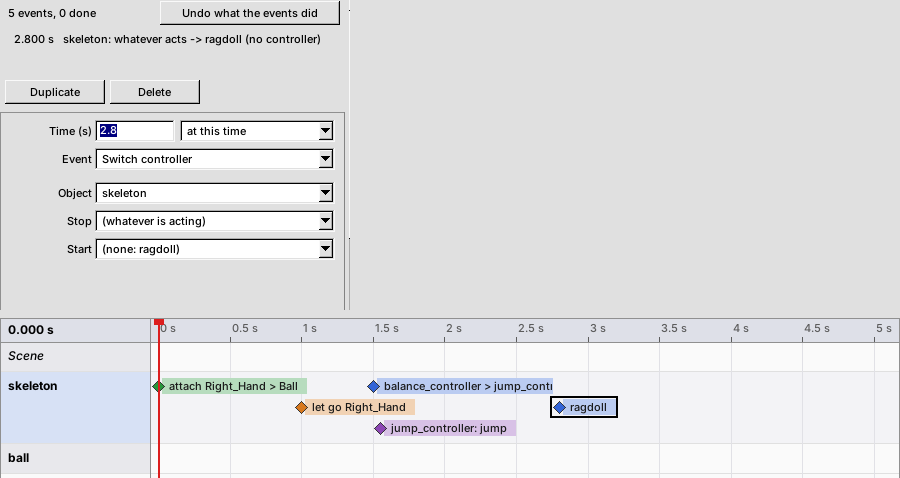 5 events, 0 done
Undo what the events did
2.800 s skeleton: whatever acts -> ragdoll (no controller)
Duplicate
Delete
Time (s) 2.8 at this time
Event Switch controller
Object skeleton
Stop (whatever is acting)
Start (none: ragdoll)
0.000 s
0 s 0.5 s 1 s 1.5 s 2 s 2.5 s 3 s 3.5 s 4 s 4.5 s 5 s
Scene
skeleton
attach Right_Hand > Ball
balance_controller > jump_contr
let go Right_Hand
ragdoll
jump_controller: jump
ball